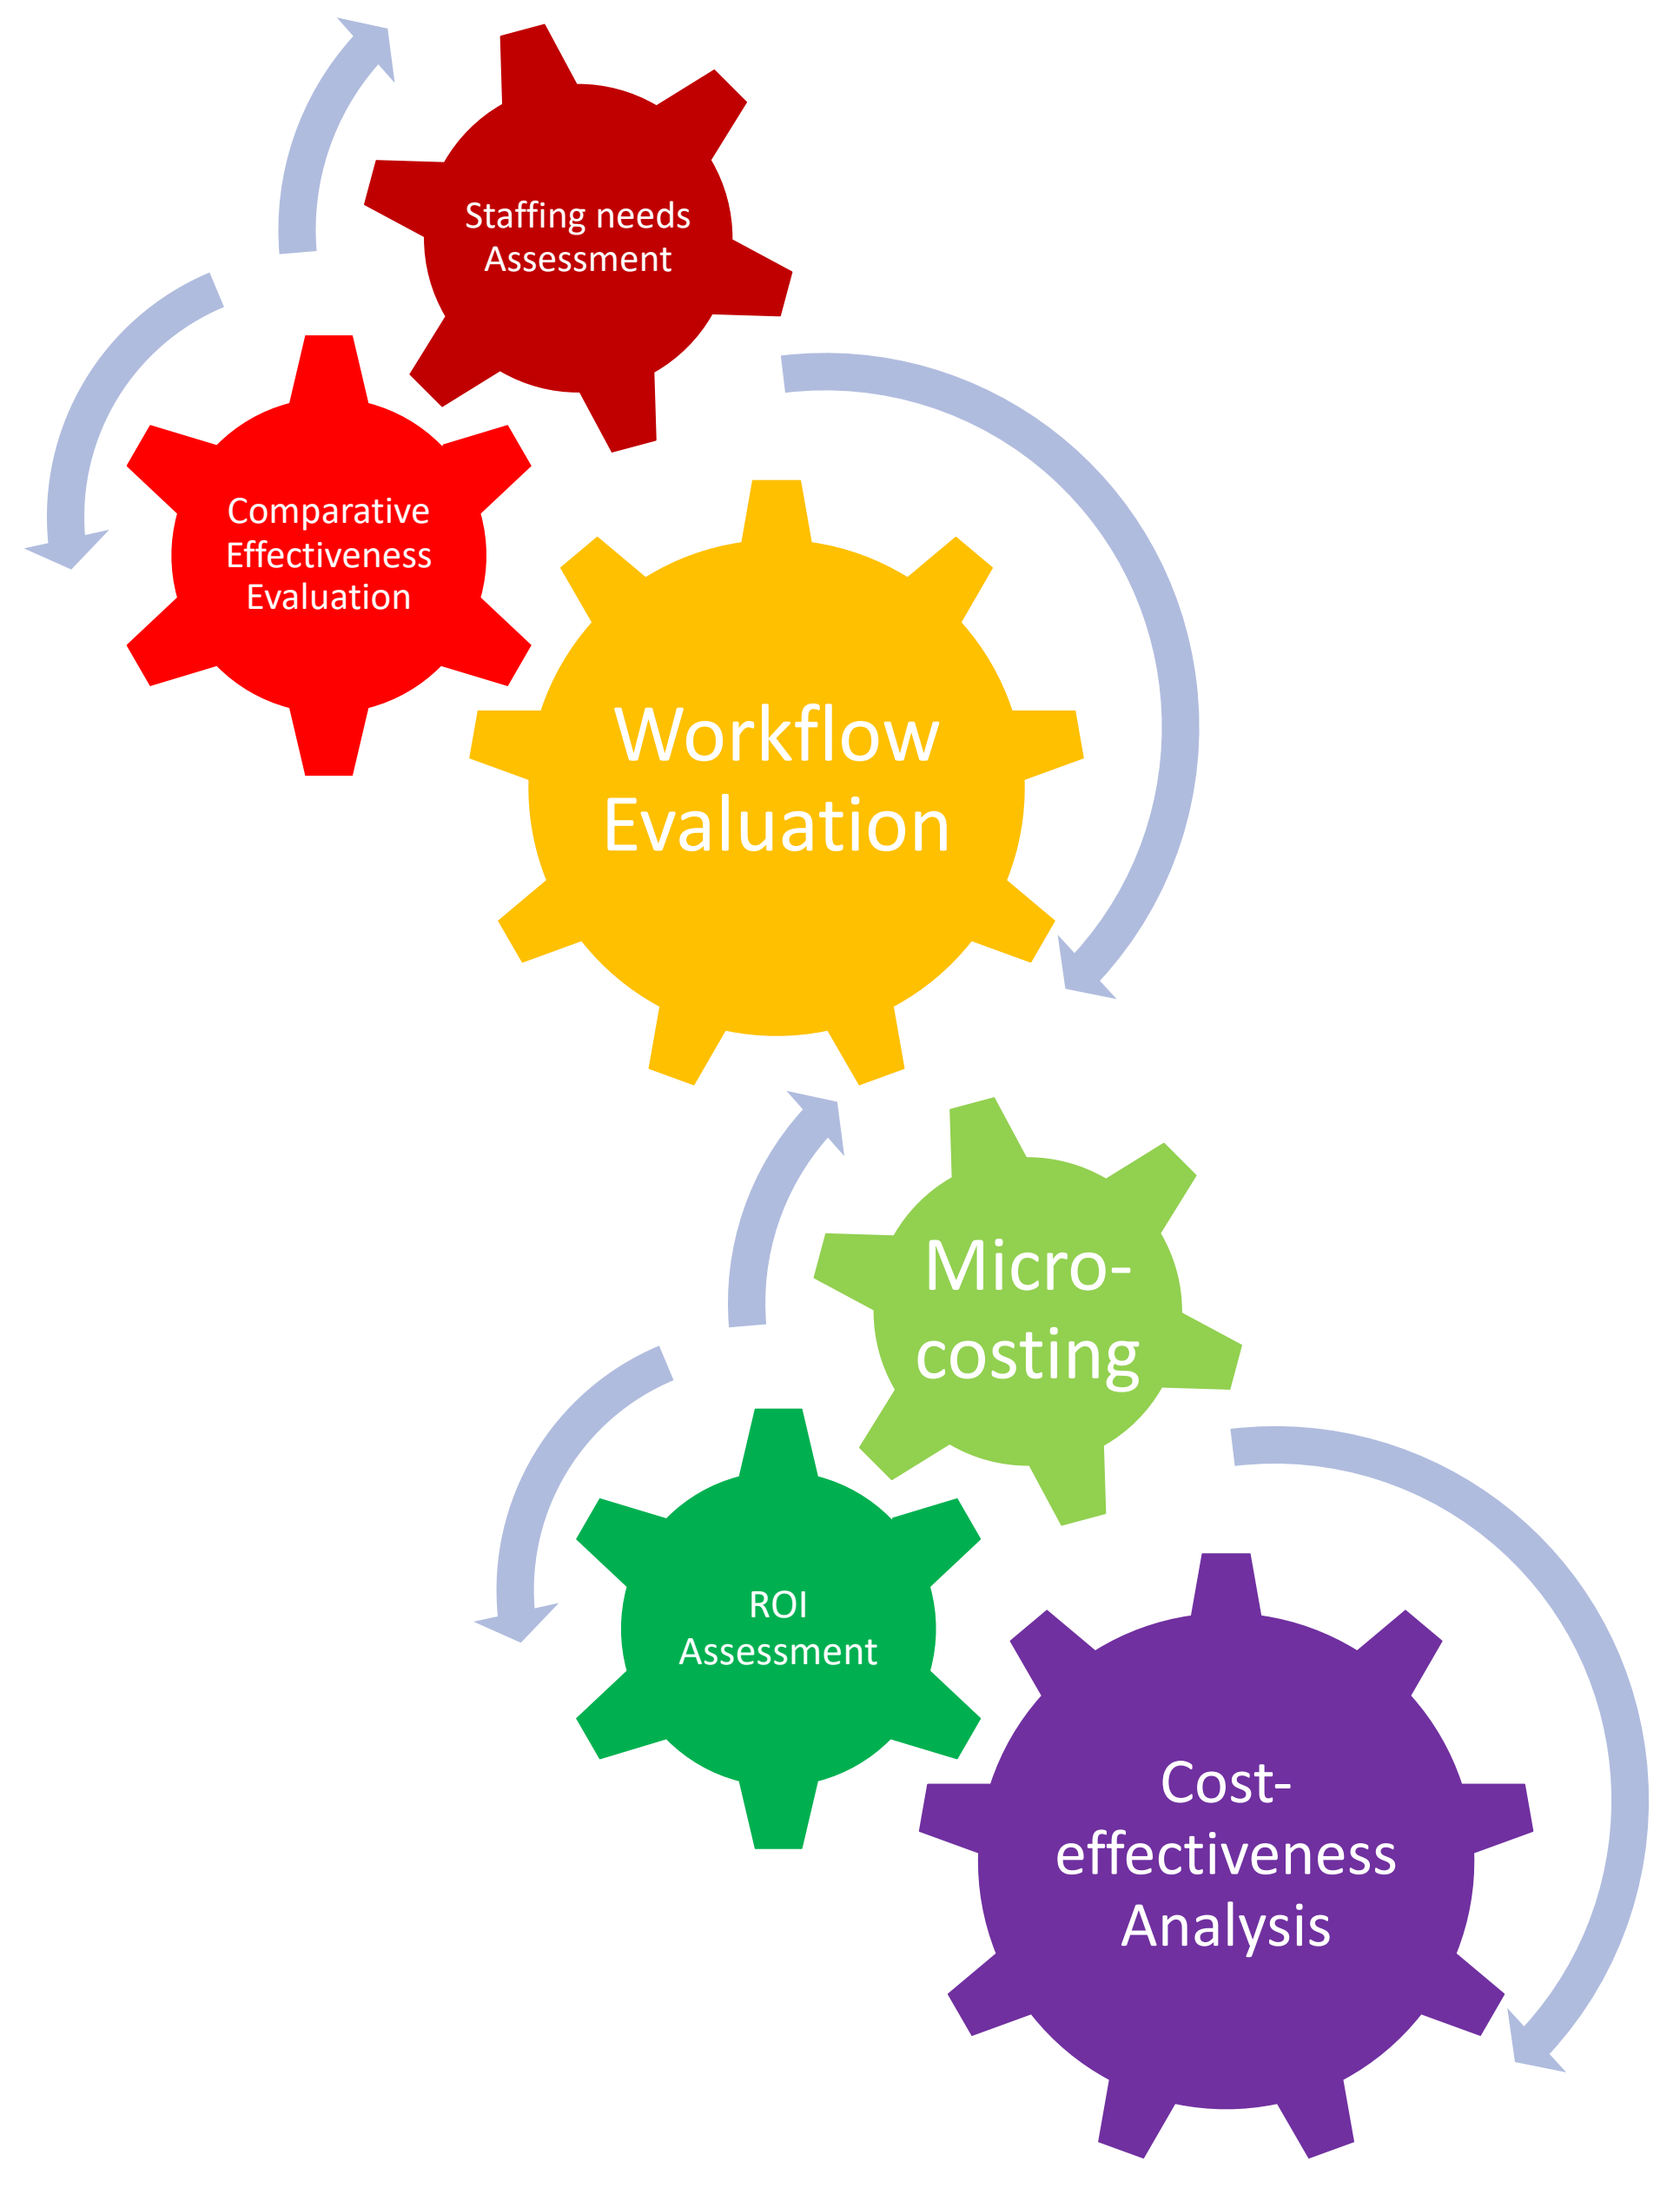 Staffing needs
Assessment
Comparative
Effectiveness
Evaluation
Workflow
Evaluation
Micro-
costing
ROI
Assessment
Cost-
effectiveness
Analysis